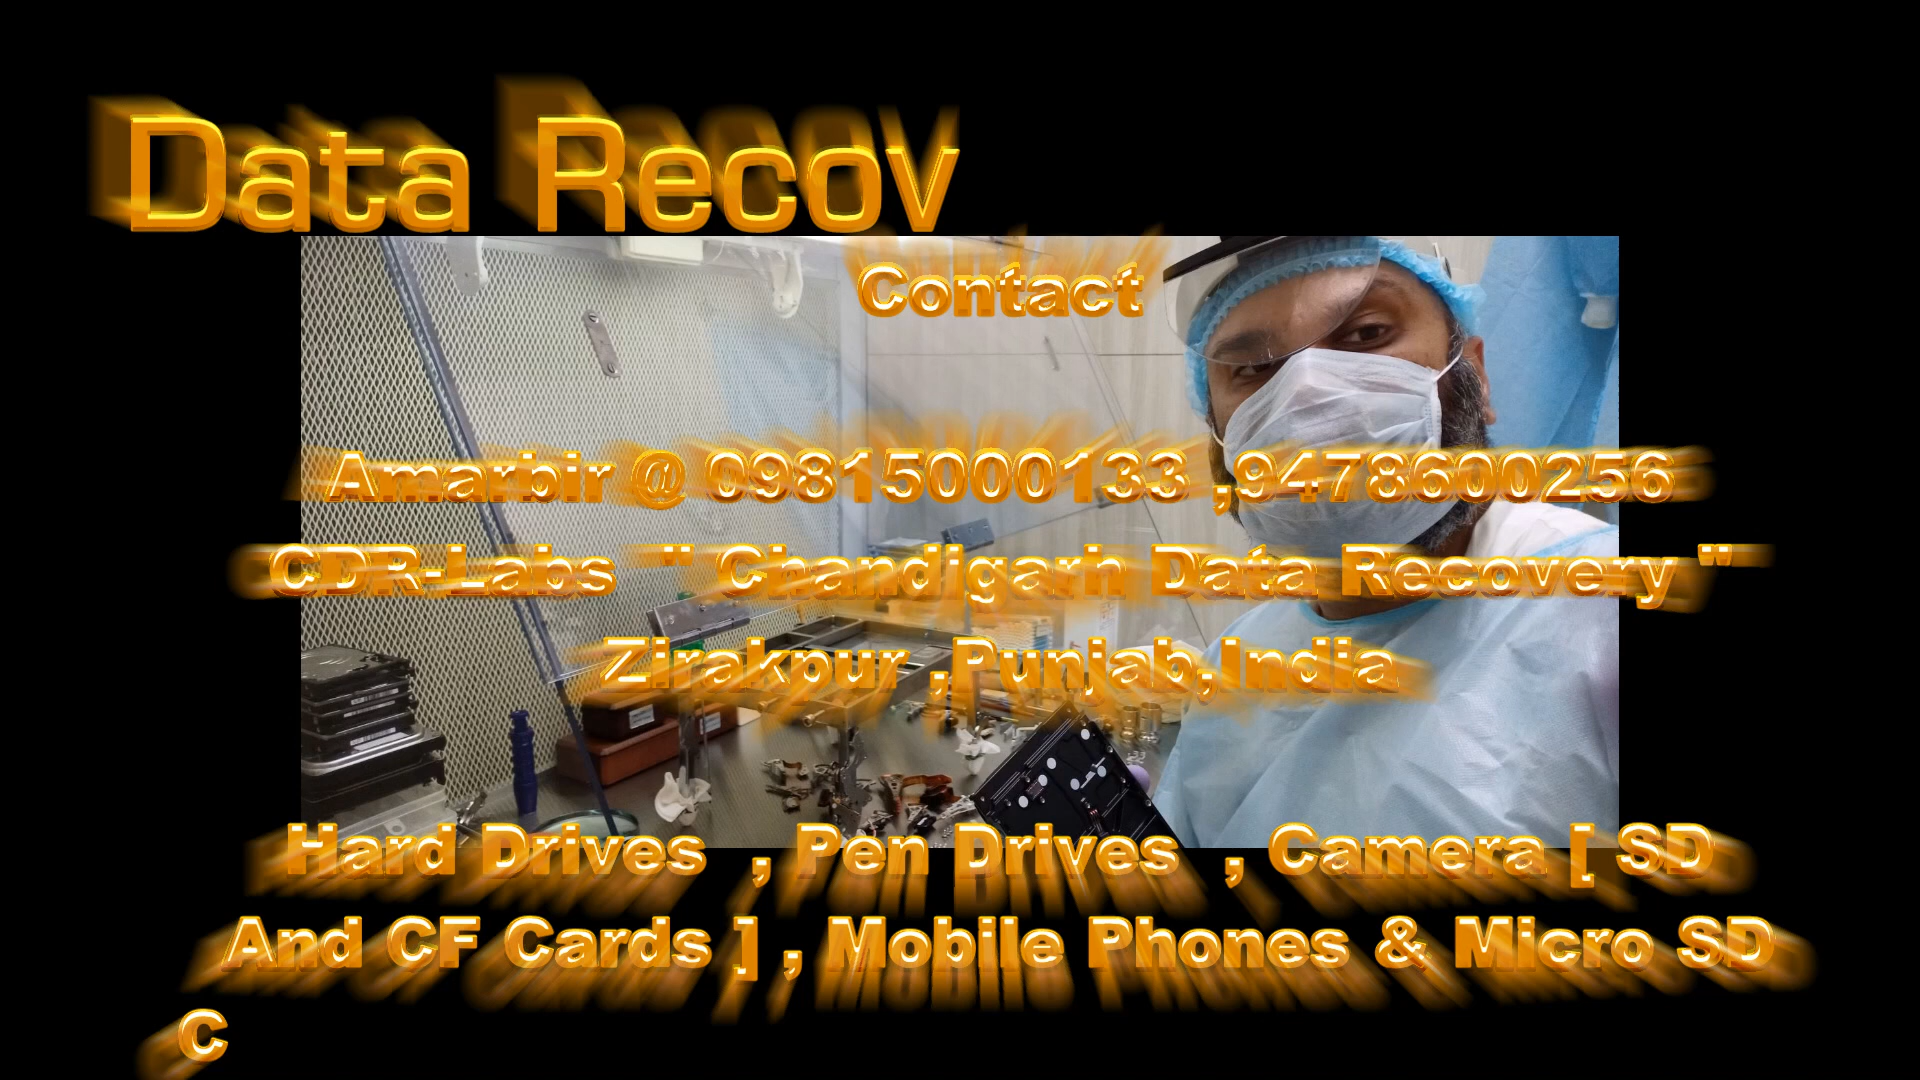 Data Recov
Contact
Amarbir @ 09815000133 ,9478600256
CDR-Labs " Chandigarh Data Recovery "
Zirakpur ,Punjab,India
Hard Drives , Pen Drives , Camera [ SD
And CF Cards ] , Mobile Phones & Micro SD
C